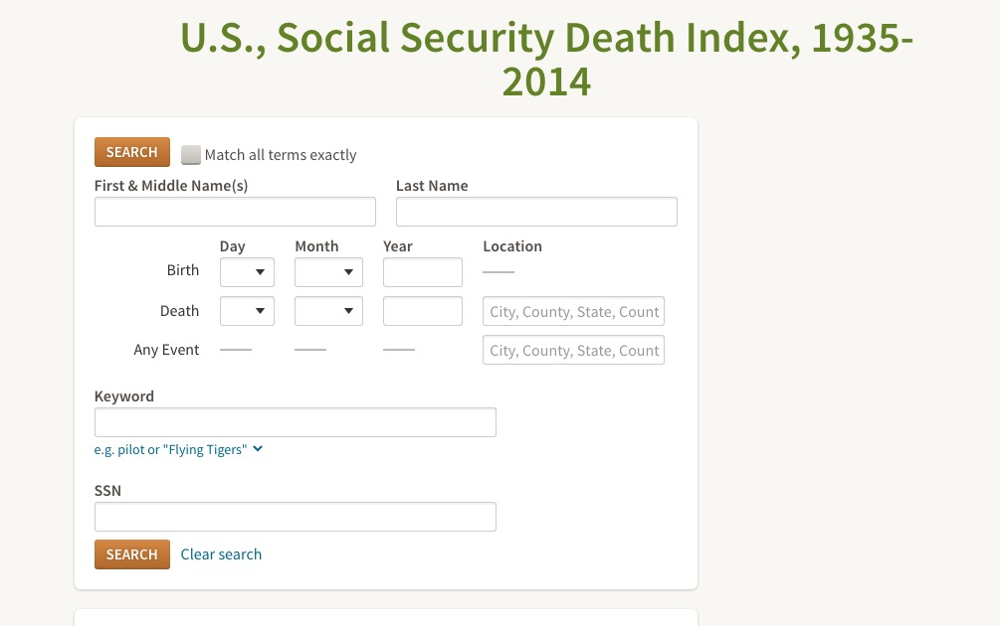 U.S., Social Security Death Index, 1935-
2014
SEARCH Match all terms exactly
First & Middle Name(s) Last Name
Day Month Year Location
Birth
Death City, County, State, Count
Any Event City, County, State, Count
Keyword
e.g. pilot or "Flying Tigers"
SSN
SEARCH Clear search